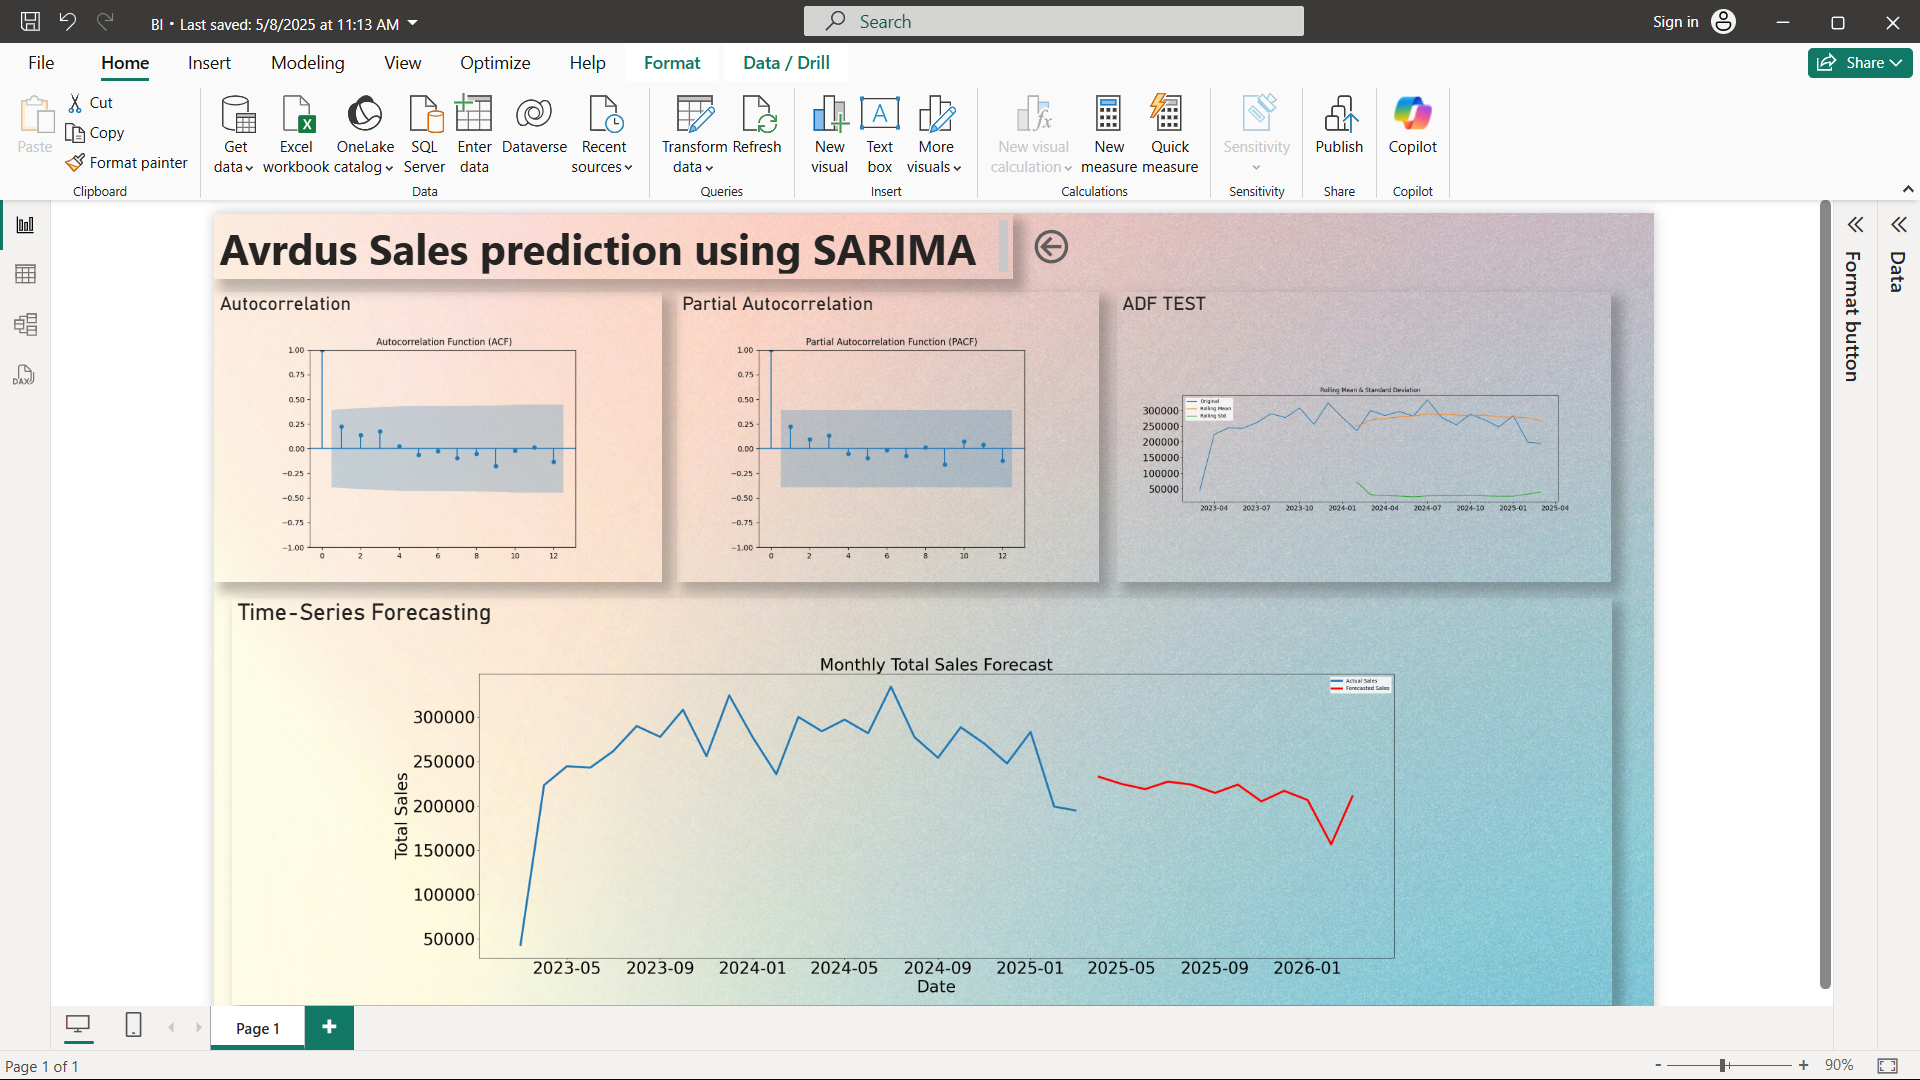 BI • Last saved: 5/8/2025 at 11:13 AM
Search
Sign in
File Home Insert Modeling View Optimize Help Format Data / Drill
Share
Paste
Cut
Copy
Format painter
Clipboard
Get data
Excel workbook
OneLake catalog
SQL Server
Enter data
Dataverse
Recent sources
Data
Transform data
Refresh
Queries
New visual
Text box
More visuals
Insert
New visual calculation
New measure
Quick measure
Calculations
Sensitivity
Sensitivity
Publish
Share
Copilot
Copilot
DAX
Avrdus Sales prediction using SARIMA
Autocorrelation
Autocorrelation Function (ACF)
1.00
0.75
0.50
0.25
0.00
−0.25
−0.50
−0.75
−1.00
0 2 4 6 8 10 12
Partial Autocorrelation
Partial Autocorrelation Function (PACF)
1.00
0.75
0.50
0.25
0.00
−0.25
−0.50
−0.75
−1.00
0 2 4 6 8 10 12
ADF TEST
Rolling Mean & Standard Deviation
Original
Rolling Mean
Rolling Std
300000
250000
200000
150000
100000
50000
2023-04 2023-07 2023-10 2024-01 2024-04 2024-07 2024-10 2025-01 2025-04
Time-Series Forecasting
Monthly Total Sales Forecast
Actual Sales
Forecasted Sales
Total Sales
300000
250000
200000
150000
100000
50000
2023-05 2023-09 2024-01 2024-05 2024-09 2025-01 2025-05 2025-09 2026-01
Date
Format button
Data
Page 1
Page 1 of 1
- + 90%